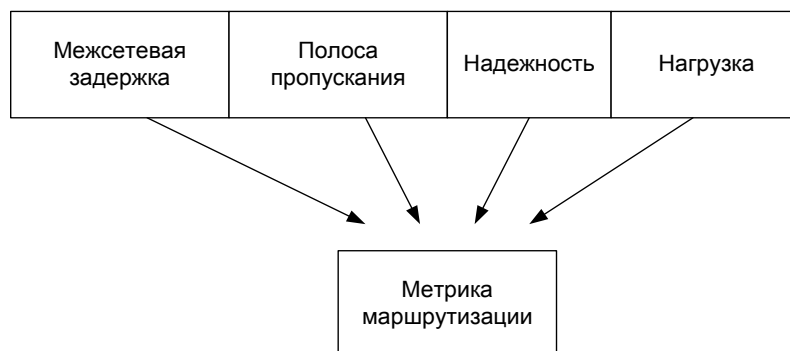 Межсетевая
задержка
Полоса
пропускания
Надежность
Нагрузка
Метрика
маршрутизации